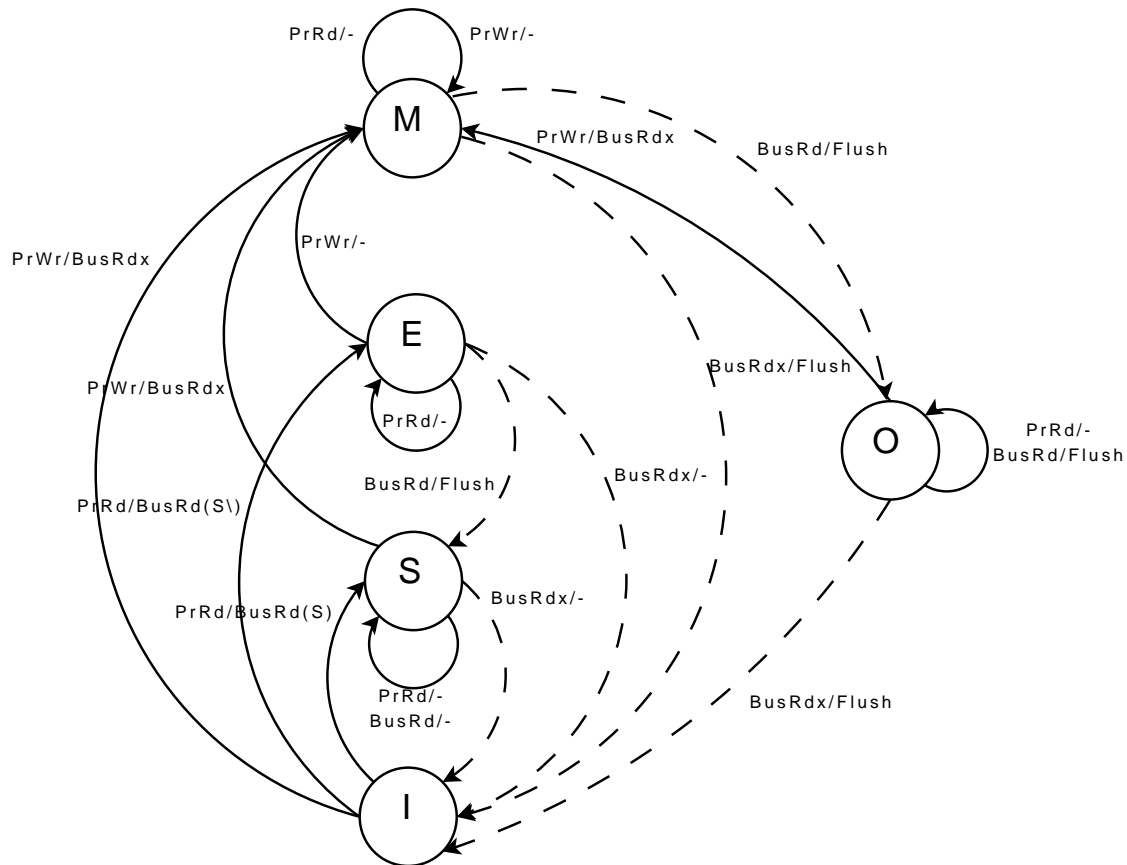 PrRd/-
PrWr/-
M
PrWr/BusRdx
BusRd/Flush
PrWr/-
PrWr/BusRdx
E
BusRdx/Flush
PrWr/BusRdx
PrRd/-
O
PrRd/-
BusRd/Flush
BusRd/Flush
BusRdx/-
PrRd/BusRd(S\)
S
BusRdx/-
PrRd/BusRd(S)
PrRd/-
BusRd/-
BusRdx/Flush
I